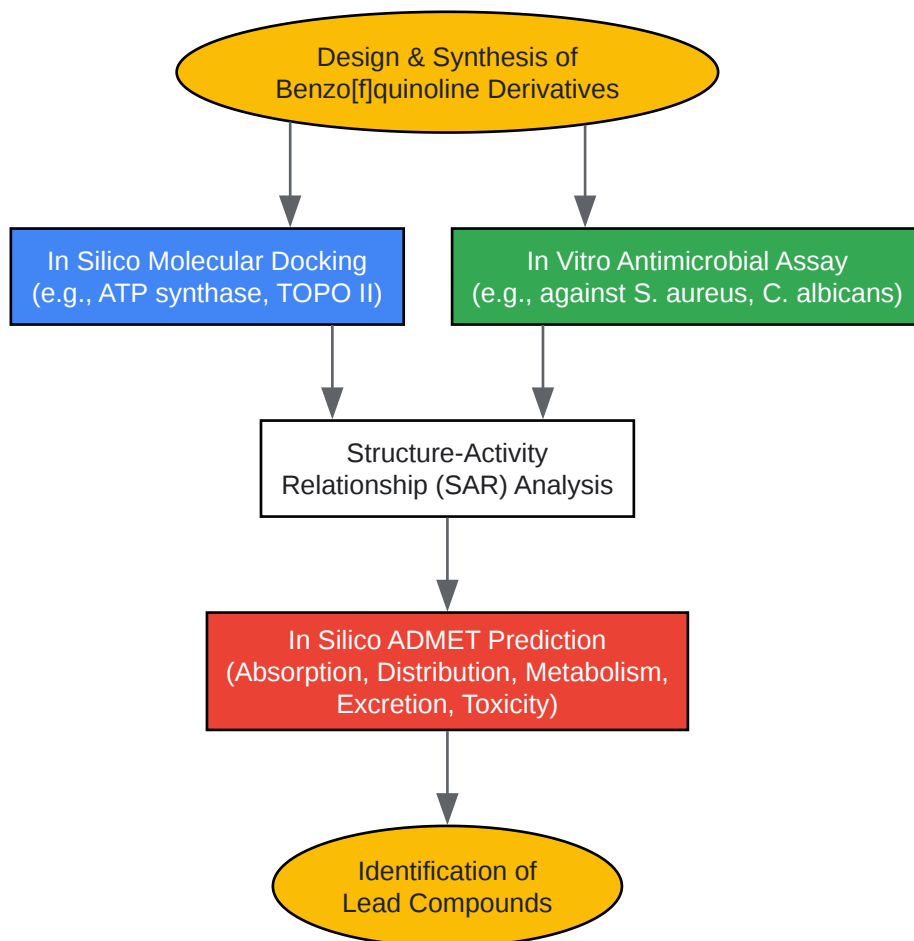 Design & Synthesis of
Benzo[f]quinoline Derivatives
In Silico Molecular Docking
(e.g., ATP synthase, TOPO II)
In Vitro Antimicrobial Assay
(e.g., against S. aureus, C. albicans)
Structure-Activity
Relationship (SAR) Analysis
In Silico ADMET Prediction
(Absorption, Distribution, Metabolism,
Excretion, Toxicity)
Identification of
Lead Compounds